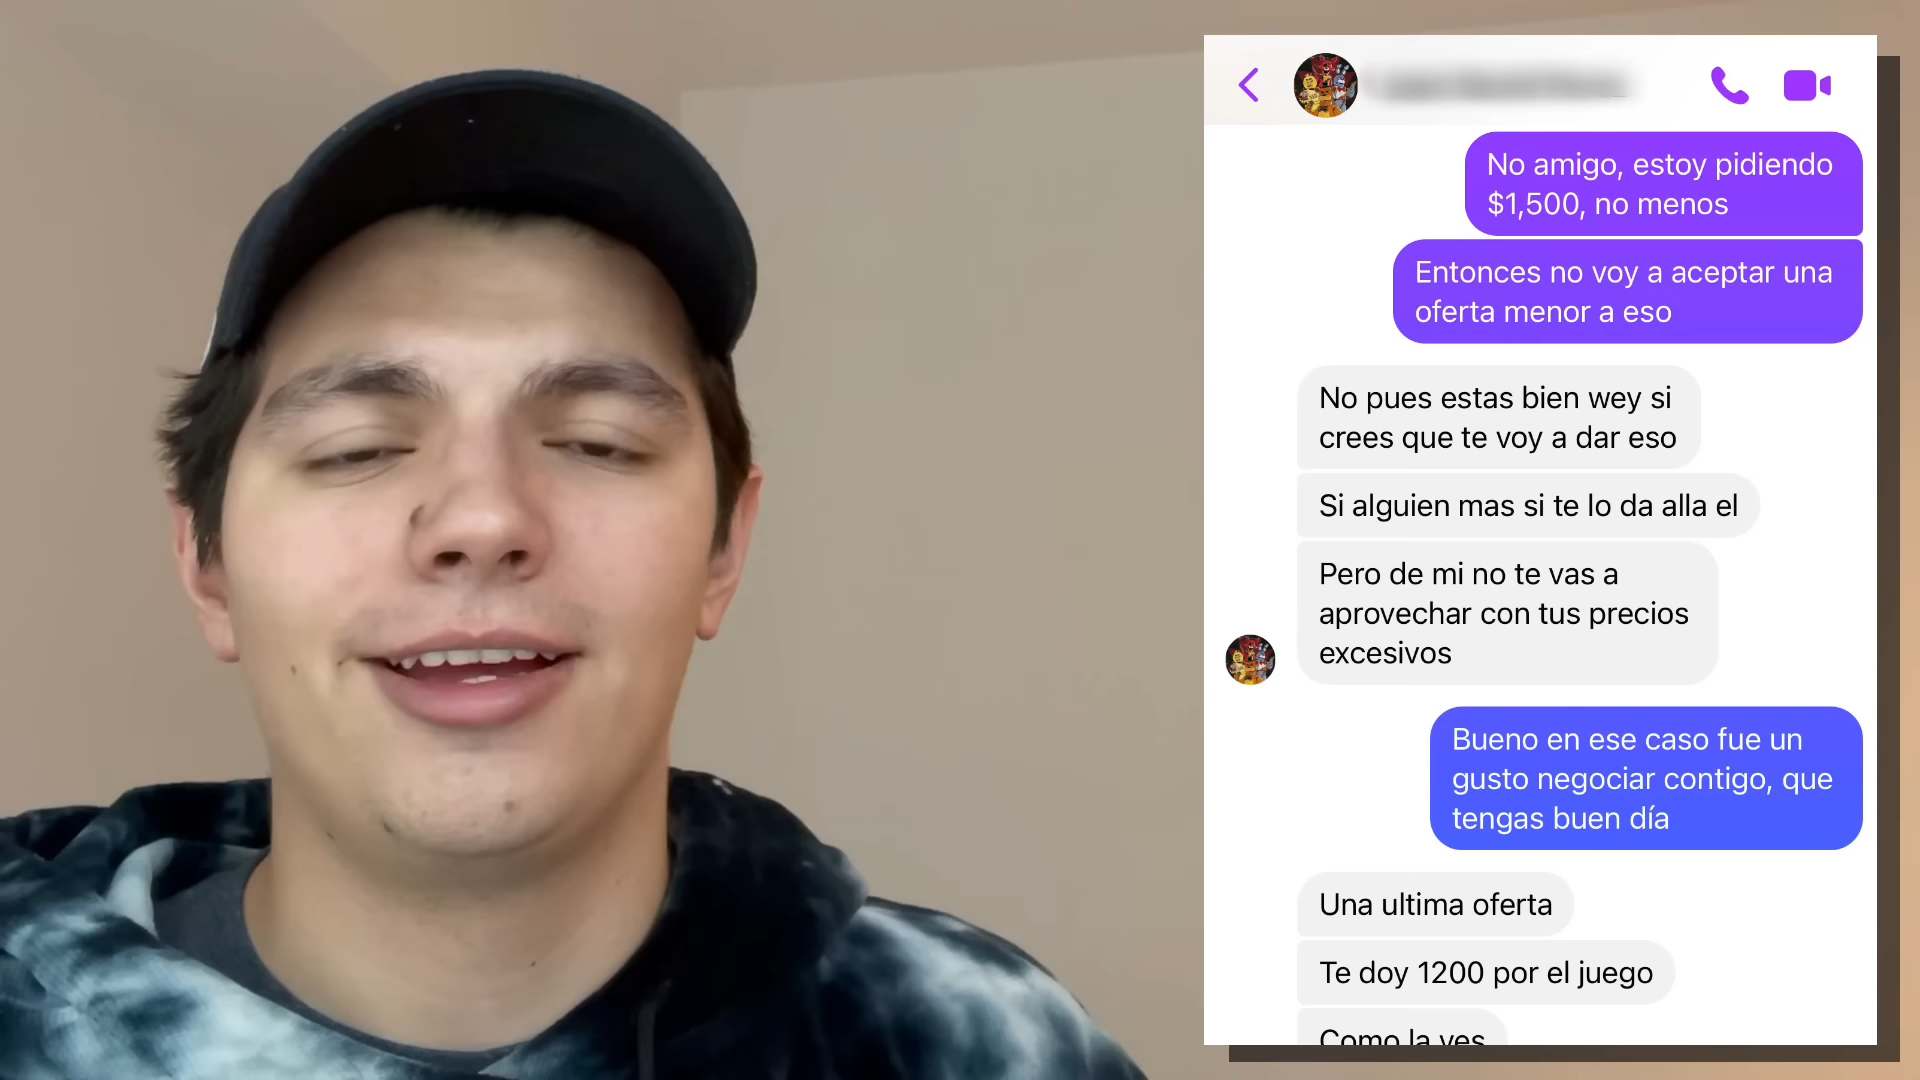 No amigo, estoy pidiendo
$1,500, no menos
Entonces no voy a aceptar una
oferta menor a eso
No pues estas bien wey si
crees que te voy a dar eso
Si alguien mas si te lo da alla el
Pero de mi no te vas a
aprovechar con tus precios
excesivos
Bueno en ese caso fue un
gusto negociar contigo, que
tengas buen día
Una ultima oferta
Te doy 1200 por el juego
Como la ves